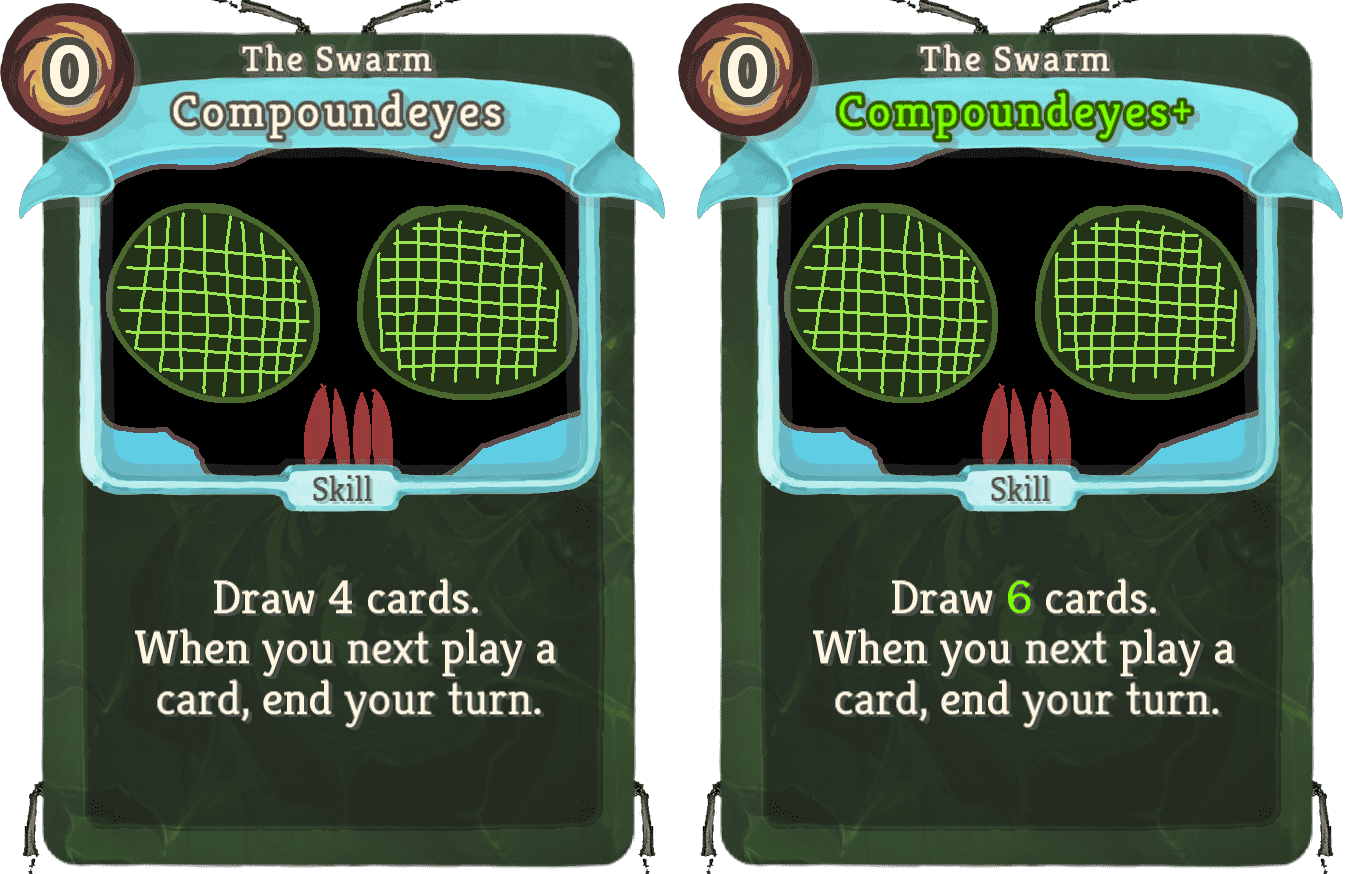 0
The Swarm
Compoundeyes
Skill
Draw 4 cards.
When you next play a
card, end your turn.
0
The Swarm
Compoundeyes+
Skill
Draw 6 cards.
When you next play a
card, end your turn.